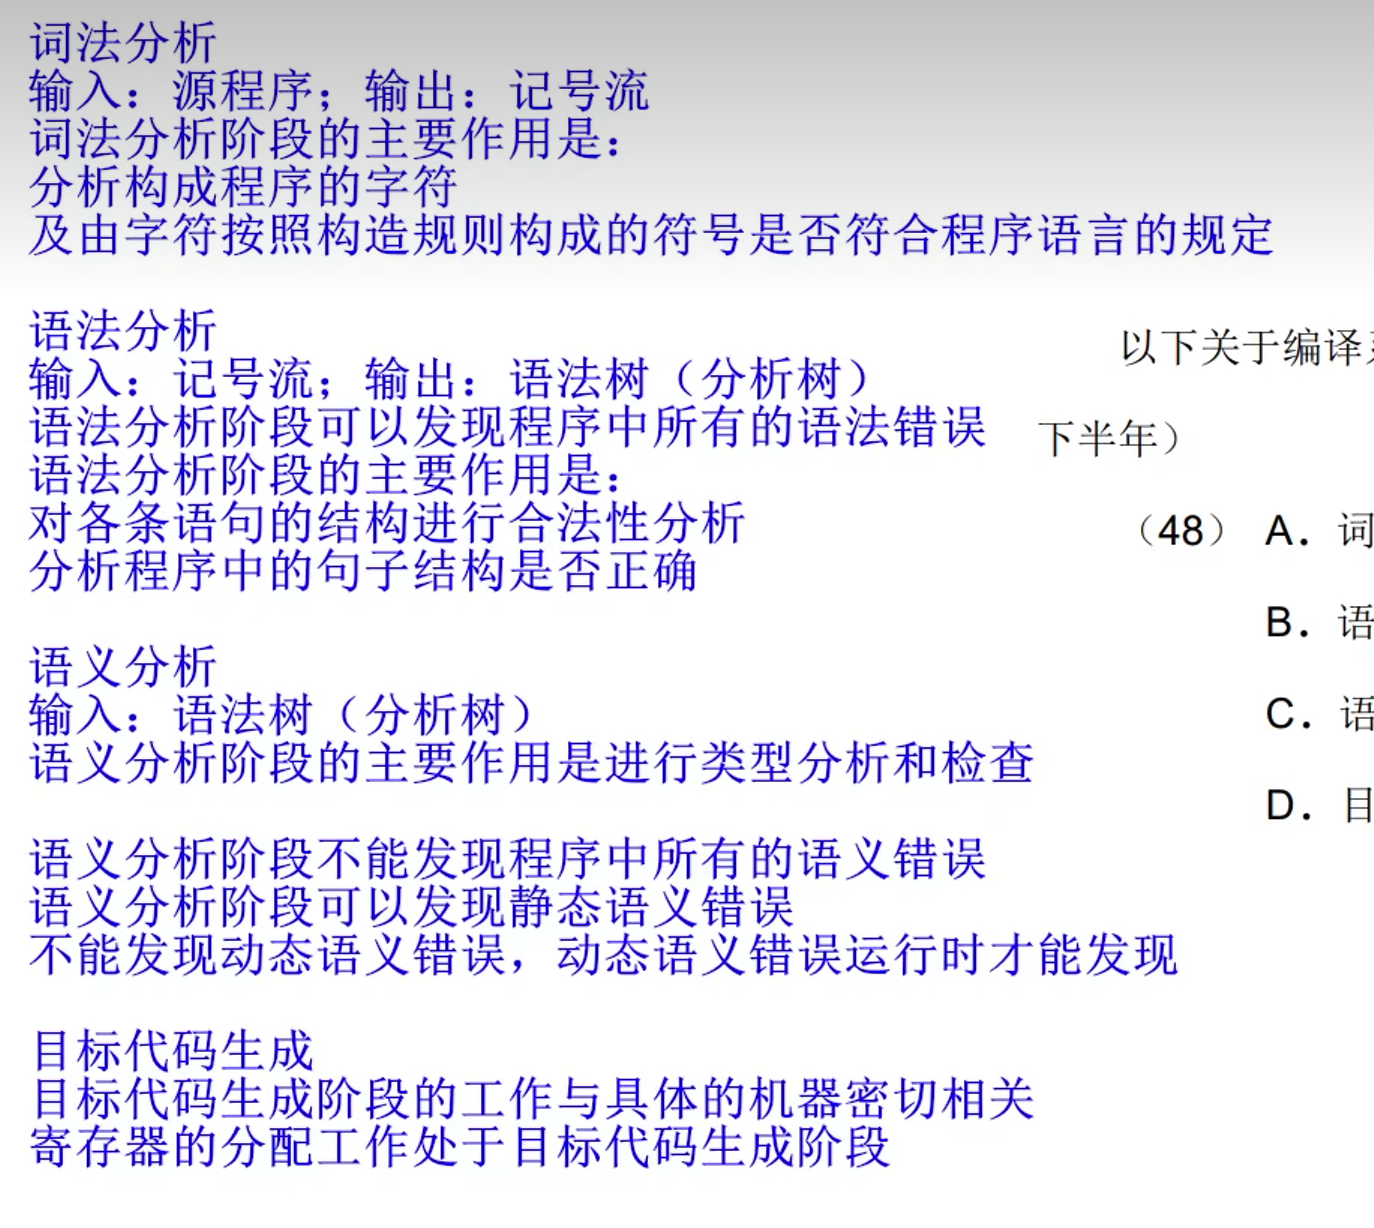 词法分析
输入：源程序；输出：记号流
词法分析阶段的主要作用是：
分析构成程序的字符
及由字符按照构造规则构成的符号是否符合程序语言的规定
语法分析
输入：记号流；输出：语法树（分析树）
语法分析阶段可以发现程序中所有的语法错误
语法分析阶段的主要作用是：
对各条语句的结构进行合法性分析
分析程序中的句子结构是否正确
语义分析
输入：语法树（分析树）
语义分析阶段的主要作用是进行类型分析和检查
语义分析阶段不能发现程序中所有的语义错误
语义分析阶段可以发现静态语义错误
不能发现动态语义错误，动态语义错误运行时才能发现
目标代码生成
目标代码生成阶段的工作与具体的机器密切相关
寄存器的分配工作处于目标代码生成阶段
以下关于编译
下半年）
（48） A．词
B．语
C．语
D．目